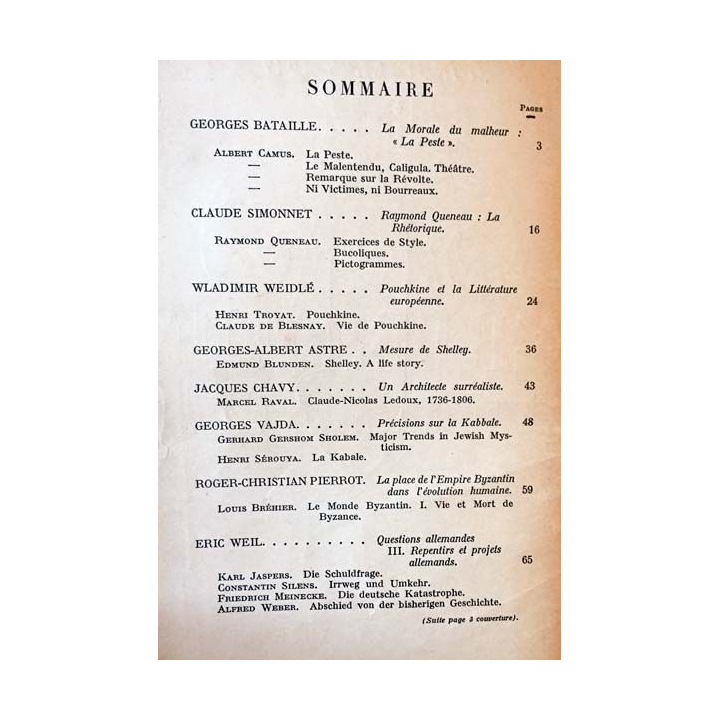 SOMMAIRE
PAGES
GEORGES BATAILLE. . . . . La Morale du malheur :
« La Peste ». 3
ALBERT CAMUS. La Peste.
— Le Malentendu, Caligula. Théâtre.
— Remarque sur la Révolte.
— Ni Victimes, ni Bourreaux.
CLAUDE SIMONNET . . . . . Raymond Queneau : La
Rhétorique. 16
RAYMOND QUENEAU. Exercices de Style.
— Bucoliques.
— Pictogrammes.
WLADIMIR WEIDLÉ. . . . . Pouchkine et la Littérature
européenne. 24
HENRI TROYAT. Pouchkine.
CLAUDE DE BLESNAY. Vie de Pouchkine.
GEORGES-ALBERT ASTRE . . Mesure de Shelley. 36
EDMUND BLUNDEN. Shelley. A life story.
JACQUES CHAVY. . . . . . . Un Architecte surréaliste. 43
MARCEL RAVAL. Claude-Nicolas Ledoux, 1736-1806.
GEORGES VAJDA. . . . . . . Précisions sur la Kabbale. 48
GERHARD GERSHOM SHOLEM. Major Trends in Jewish Mys-
ticism.
HENRI SÉROUYA. La Kabale.
ROGER-CHRISTIAN PIERROT. La place de l'Empire Byzantin
dans l'évolution humaine. 59
LOUIS BRÉHIER. Le Monde Byzantin. I. Vie et Mort de
Byzance.
ERIC WEIL. . . . . . . . . . Questions allemandes
III. Repentirs et projets
allemands. 65
KARL JASPERS. Die Schuldfrage.
CONSTANTIN SILENS. Irrweg und Umkehr.
FRIEDRICH MEINECKE. Die deutsche Katastrophe.
ALFRED WEBER. Abschied von der bisherigen Geschichte.
(Suite page 3 couverture).